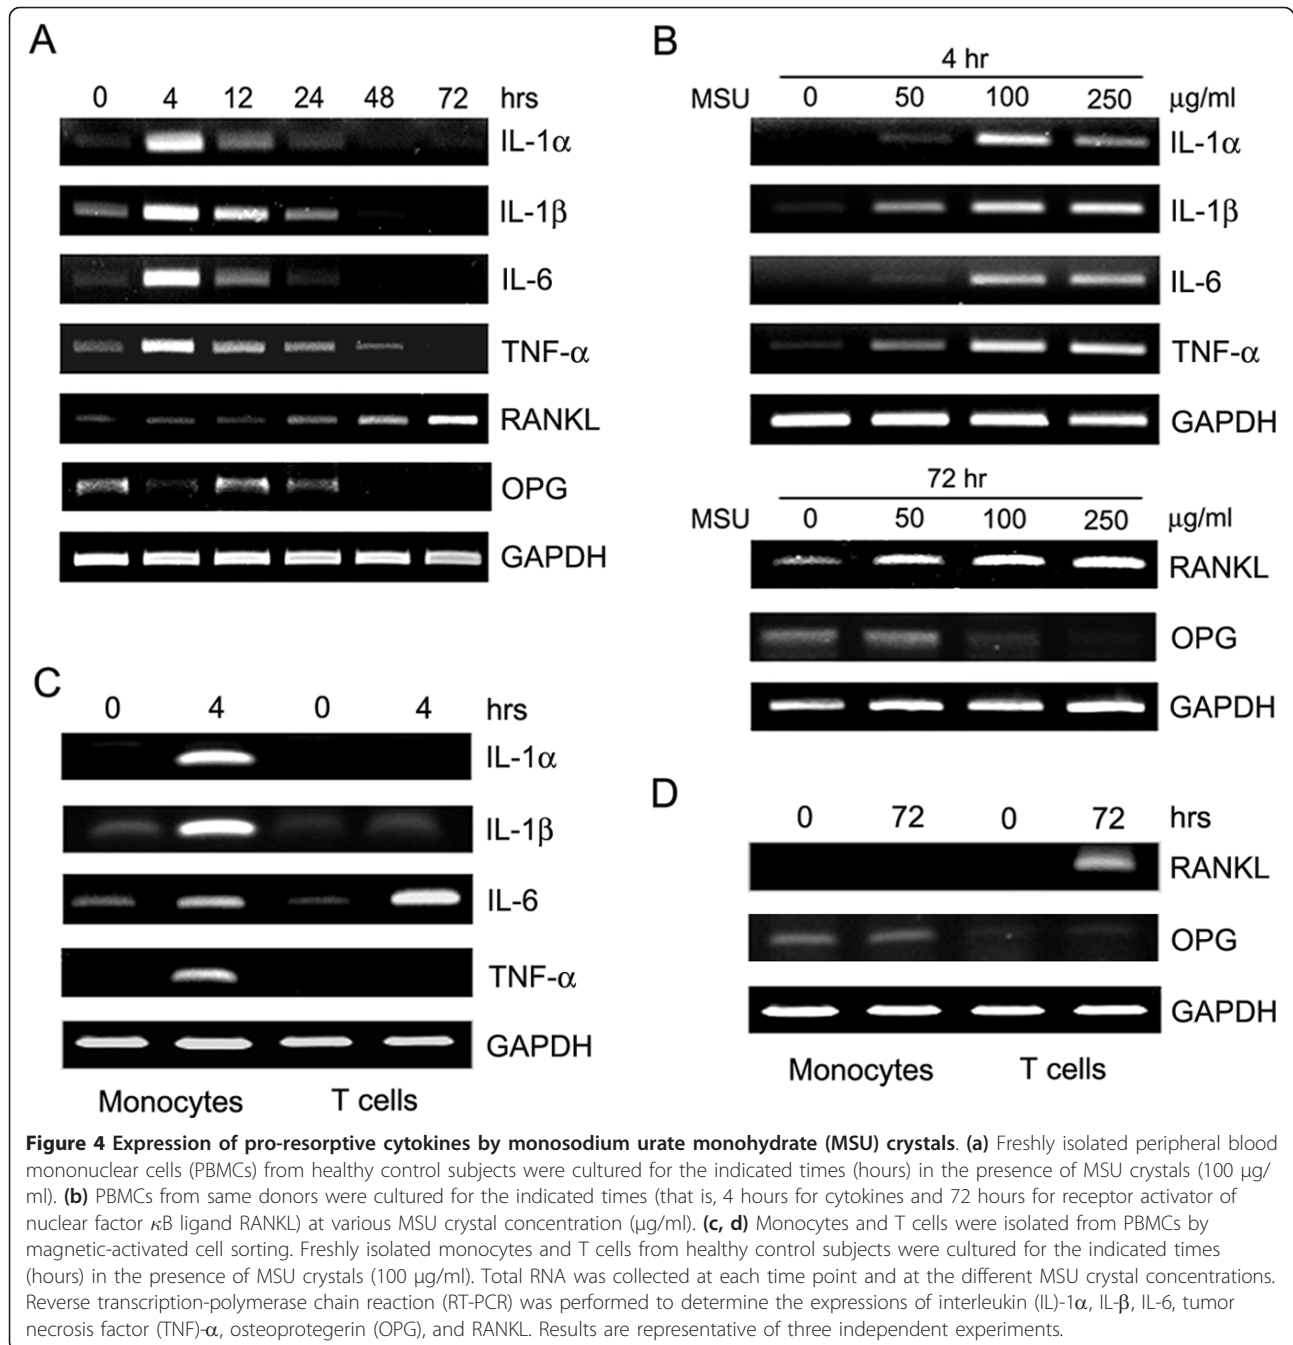 A
0 4 12 24 48 72 hrs
IL-1α
IL-1β
IL-6
TNF-α
RANKL
OPG
GAPDH
B
4 hr
MSU 0 50 100 250 μg/ml
IL-1α
IL-1β
IL-6
TNF-α
GAPDH
72 hr
MSU 0 50 100 250 μg/ml
RANKL
OPG
GAPDH
C
0 4 0 4 hrs
IL-1α
IL-1β
IL-6
TNF-α
GAPDH
Monocytes T cells
D
0 72 0 72 hrs
RANKL
OPG
GAPDH
Monocytes T cells
Figure 4 Expression of pro-resorptive cytokines by monosodium urate monohydrate (MSU) crystals. (a) Freshly isolated peripheral blood
mononuclear cells (PBMCs) from healthy control subjects were cultured for the indicated times (hours) in the presence of MSU crystals (100 μg/
ml). (b) PBMCs from same donors were cultured for the indicated times (that is, 4 hours for cytokines and 72 hours for receptor activator of
nuclear factor κB ligand RANKL) at various MSU crystal concentration (μg/ml). (c, d) Monocytes and T cells were isolated from PBMCs by
magnetic-activated cell sorting. Freshly isolated monocytes and T cells from healthy control subjects were cultured for the indicated times
(hours) in the presence of MSU crystals (100 μg/ml). Total RNA was collected at each time point and at the different MSU crystal concentrations.
Reverse transcription-polymerase chain reaction (RT-PCR) was performed to determine the expressions of interleukin (IL)-1α, IL-β, IL-6, tumor
necrosis factor (TNF)-α, osteoprotegerin (OPG), and RANKL. Results are representative of three independent experiments.